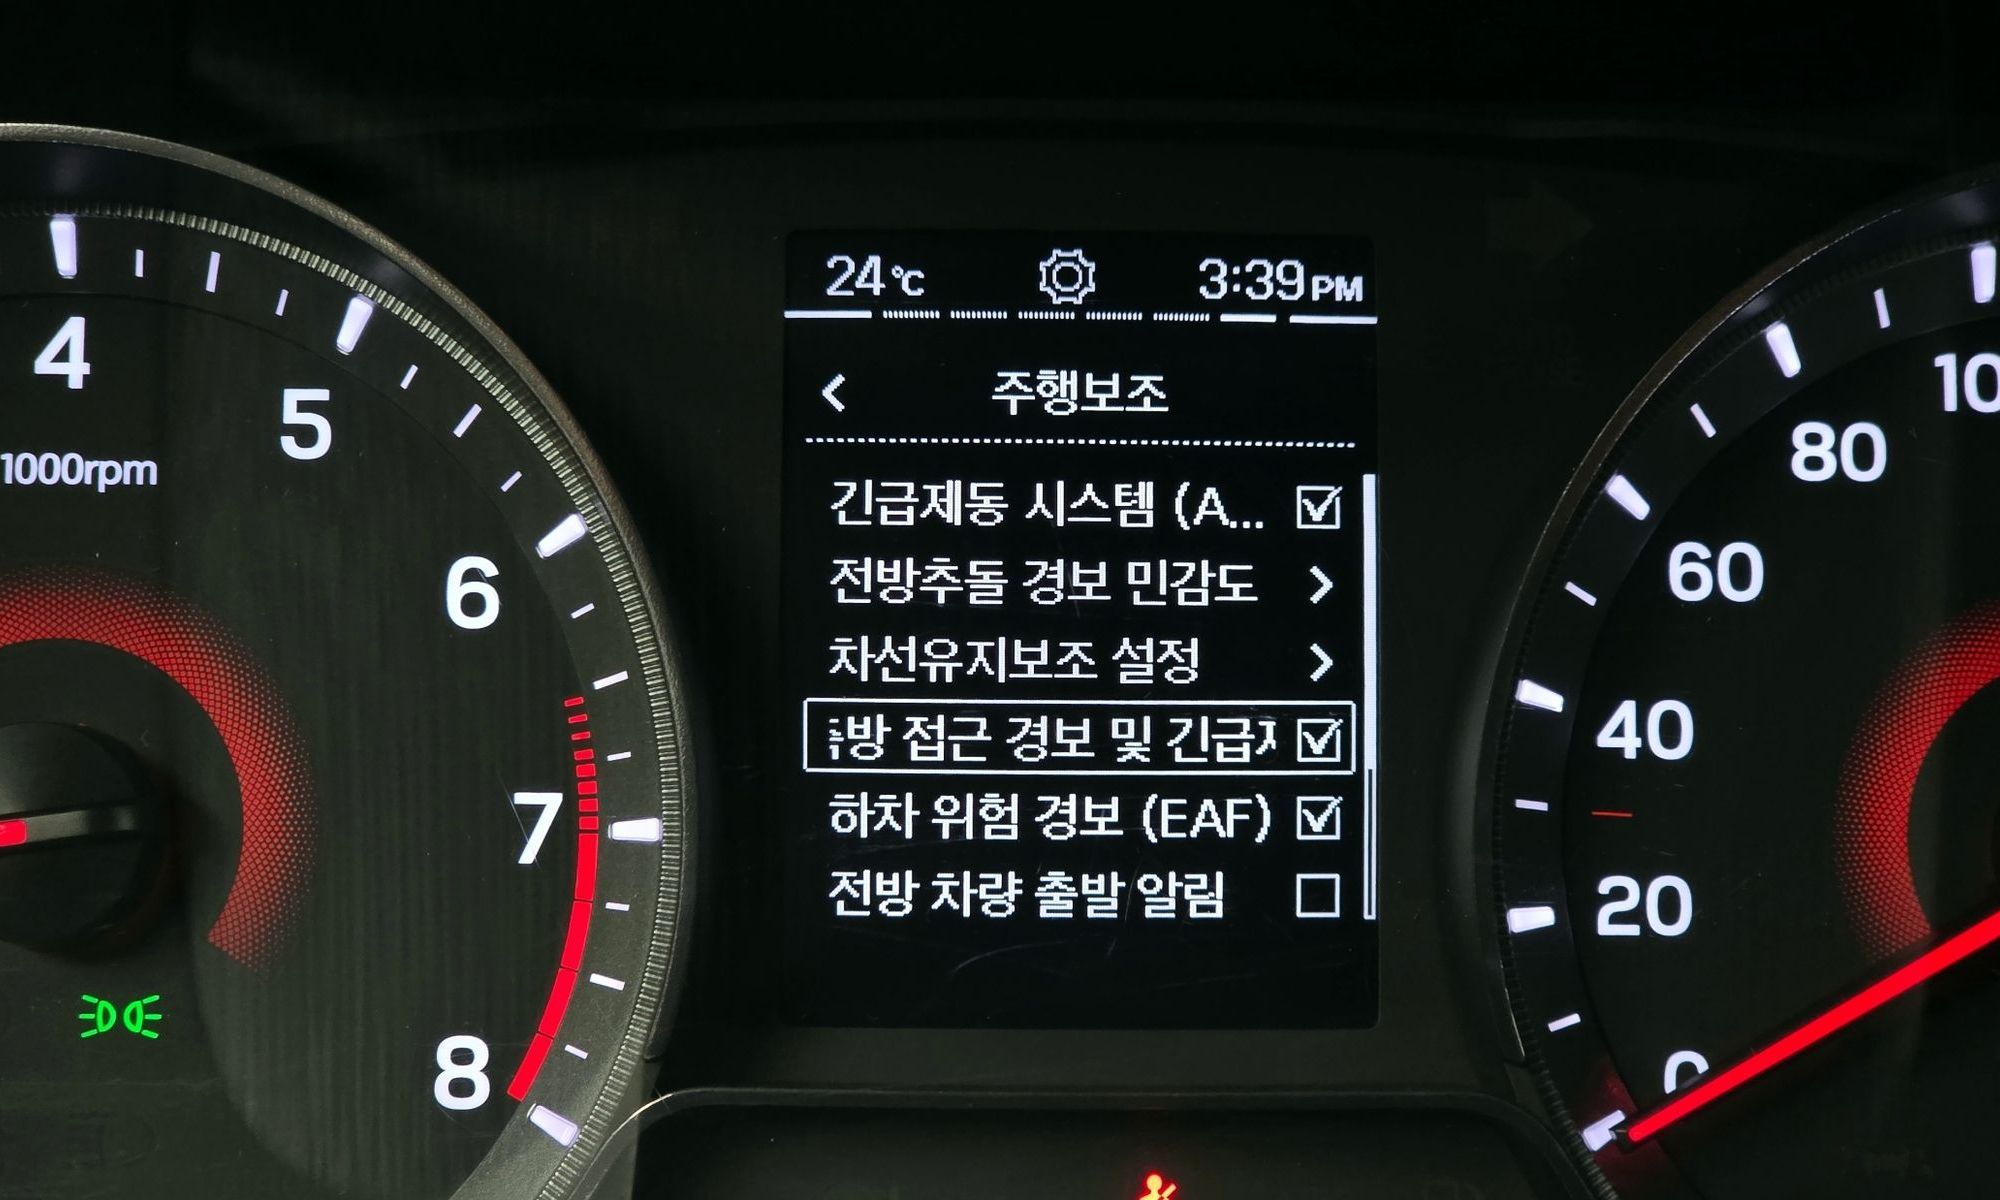 24℃ 3:39PM
주행보조
긴급제동 시스템 (A...
전방추돌 경보 민감도
차선유지보조 설정
방 접근 경보 및 긴급
하차 위험 경보 (EAF)
전방 차량 출발 알림
4
5
1000rpm
6
7
8
10
80
60
40
20
0